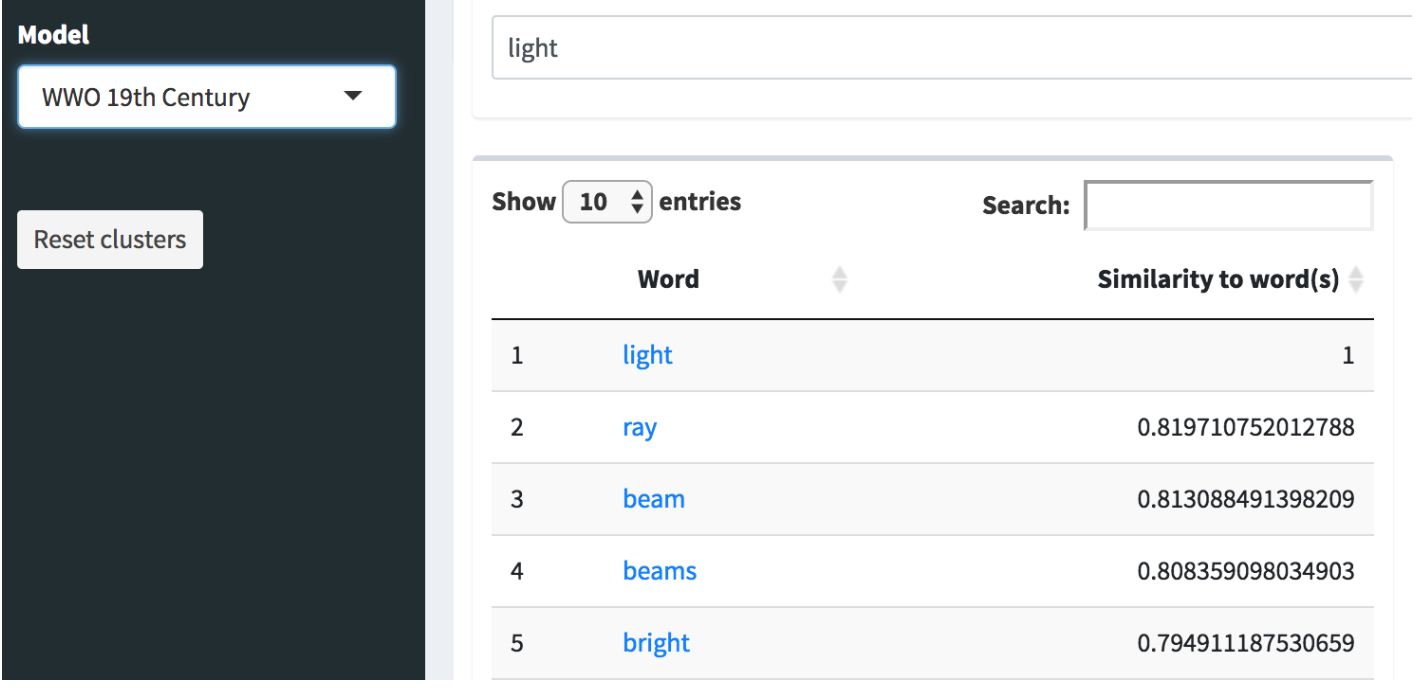 Model
WWO 19th Century
Reset clusters
light
Show 10 entries
Search:
Word Similarity to word(s)
1 light 1
2 ray 0.819710752012788
3 beam 0.813088491398209
4 beams 0.808359098034903
5 bright 0.794911187530659